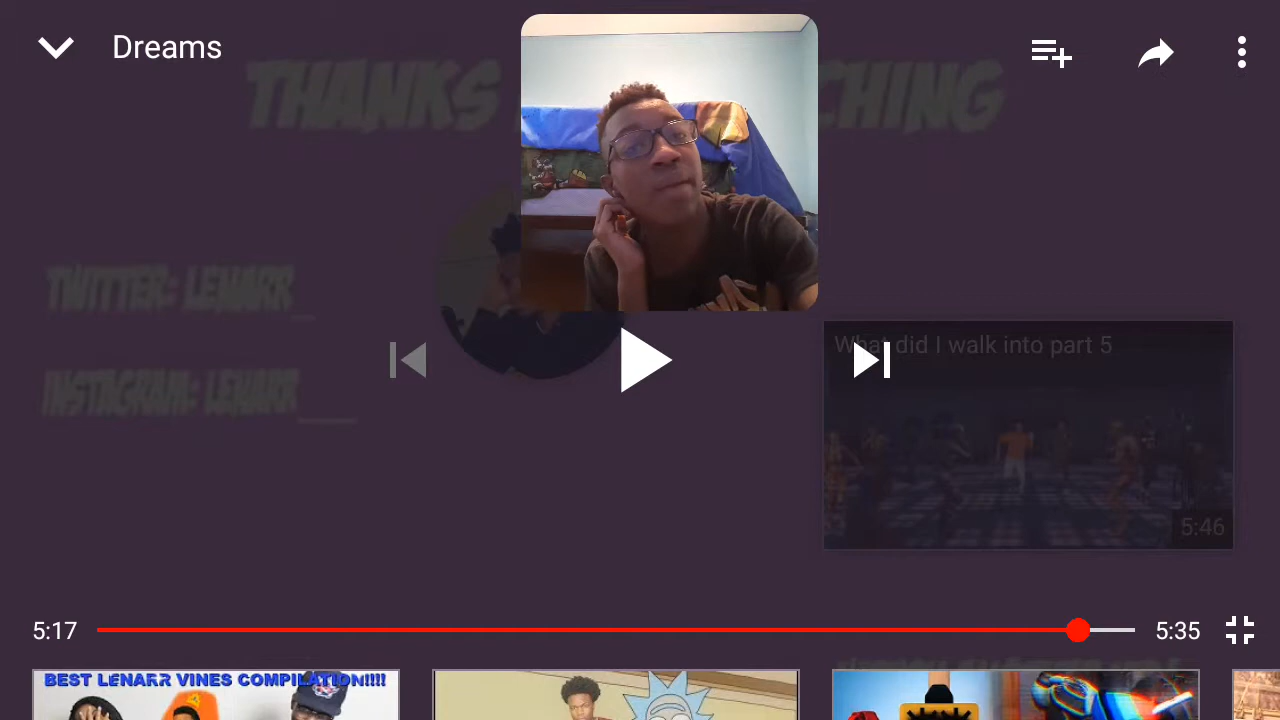 Dreams
THANKS
CHING
TWITTER: LENARR_
INSTAGRAM: LENARR___
What did I walk into part 5
5:46
5:17
5:35
BEST LENARR VINES COMPILATION!!!!